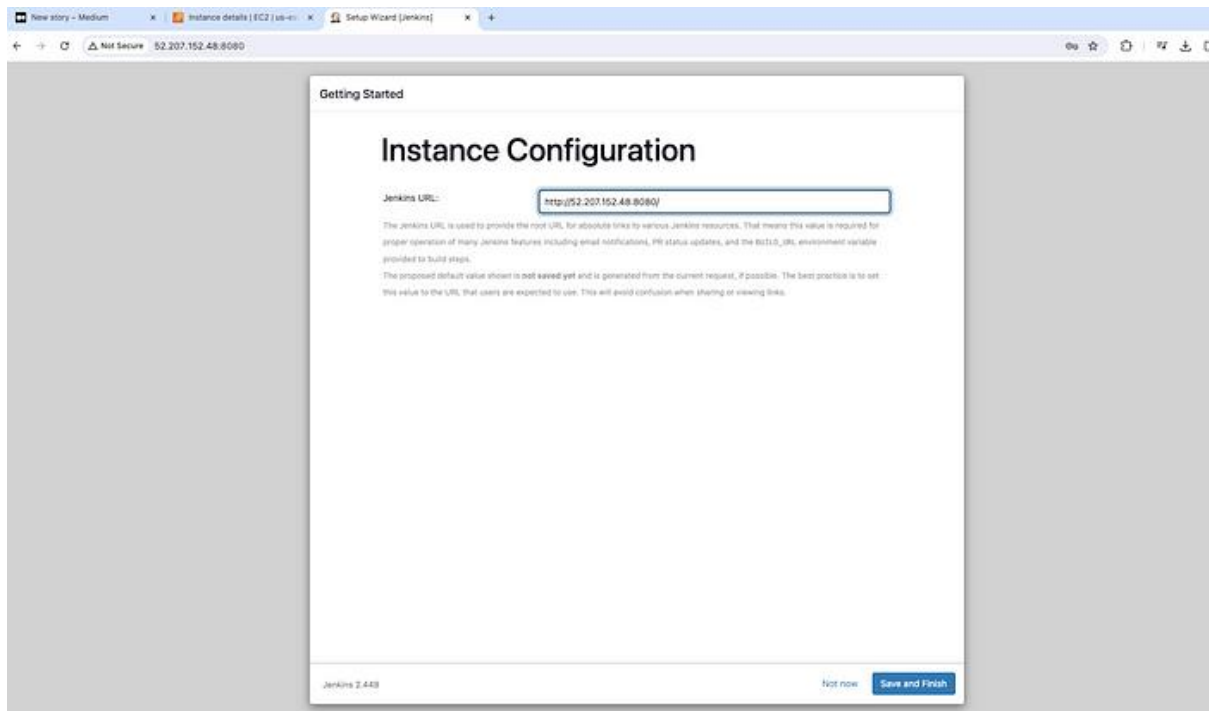 New story – Medium
Instance details | EC2 | us-e
Setup Wizard [Jenkins]
Not Secure
52.207.152.48:8080
Getting Started
Instance Configuration
Jenkins URL:
http://52.207.152.48:8080/
The Jenkins URL is used to provide the root URL for absolute links to various Jenkins resources. That means this value is required for
proper operation of many Jenkins features including email notifications, PR status updates, and the BUILD_URL environment variable
provided to build steps.
The proposed default value shown is not saved yet and is generated from the current request, if possible. The best practice is to set
this value to the URL that users are expected to use. This will avoid confusion when sharing or viewing links.
Jenkins 2.449
Not now
Save and Finish